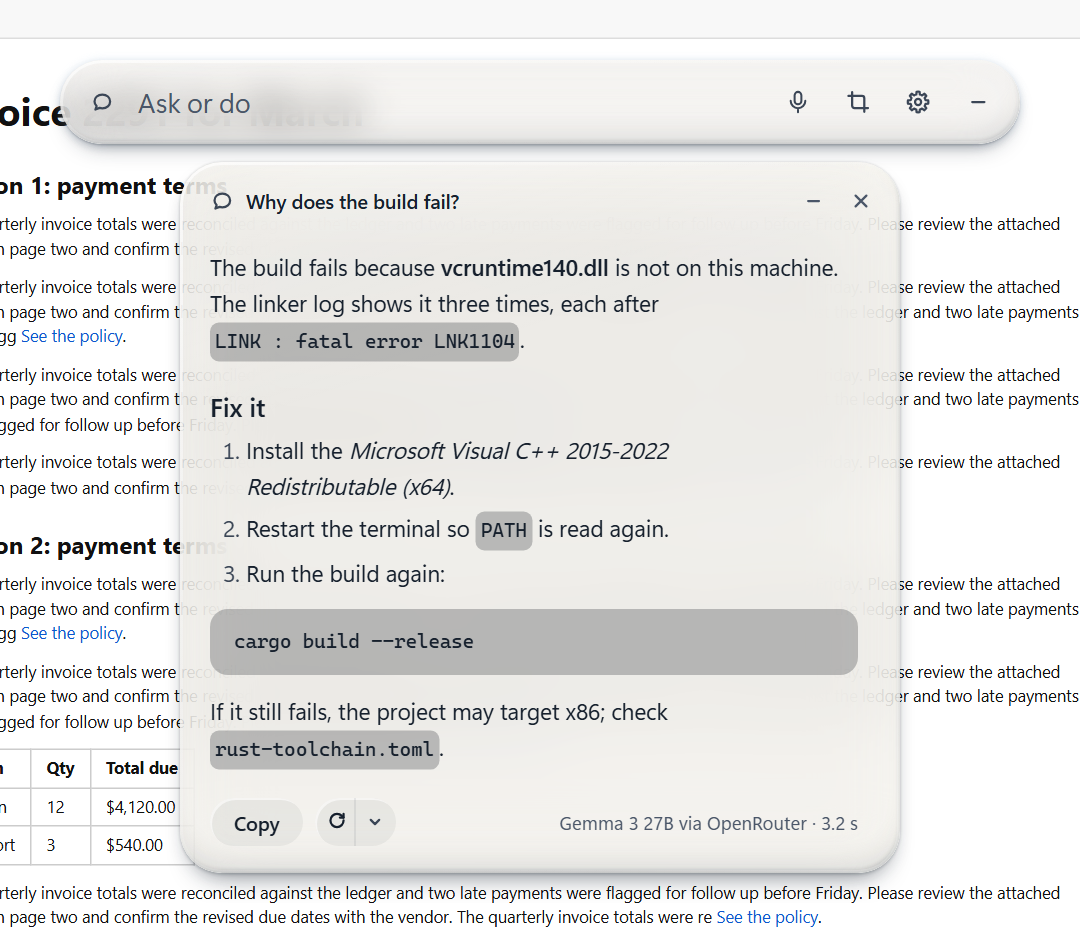 oice
Ask or do
on 1: payment terms
Why does the build fail?
rterly invoice totals were
Please review the attached
n page two and confirm the
The build fails because vcruntime140.dll is not on this machine.
rterly invoice totals were
Please review the attached
The linker log shows it three times, each after
n page two and confirm the
ledger and two late payments
gg See the policy.
LINK : fatal error LNK1104.
rterly invoice totals were
Please review the attached
n page two and confirm the
ledger and two late payments
Fix it
gged for follow up before Friday
1. Install the Microsoft Visual C++ 2015-2022
rterly invoice totals were
Please review the attached
n page two and confirm the
Redistributable (x64).
2. Restart the terminal so PATH is read again.
on 2: payment terms
3. Run the build again:
rterly invoice totals were
Please review the attached
n page two and confirm the
ledger and two late payments
gg See the policy.
cargo build --release
rterly invoice totals were
Please review the attached
n page two and confirm the
ledger and two late payments
gged for follow up before Friday
If it still fails, the project may target x86; check
rust-toolchain.toml.
n Qty Total due
n 12 $4,120.00
ort 3 $540.00
Copy
Gemma 3 27B via OpenRouter · 3.2 s
rterly invoice totals were reconciled against the ledger and two late payments were flagged for follow up before Friday. Please review the attached
n page two and confirm the revised due dates with the vendor. The quarterly invoice totals were re See the policy.